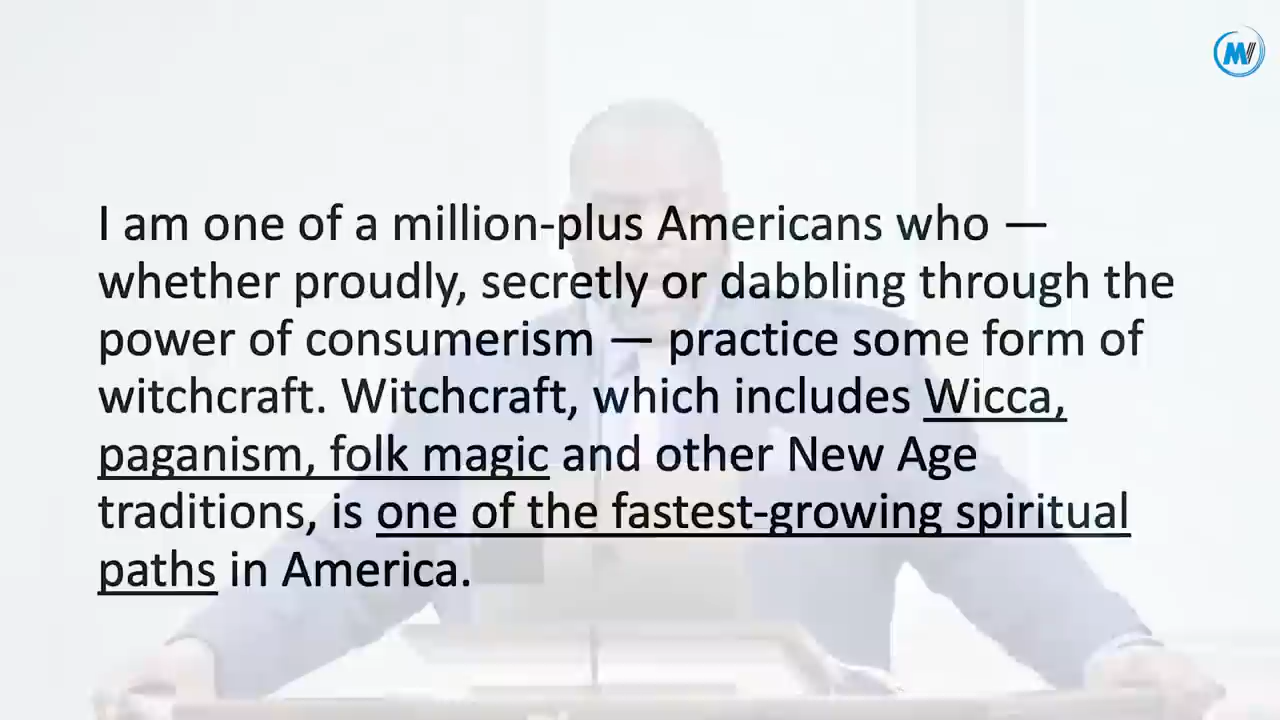 MV
I am one of a million-plus Americans who —
whether proudly, secretly or dabbling through the
power of consumerism — practice some form of
witchcraft. Witchcraft, which includes Wicca,
paganism, folk magic and other New Age
traditions, is one of the fastest-growing spiritual
paths in America.